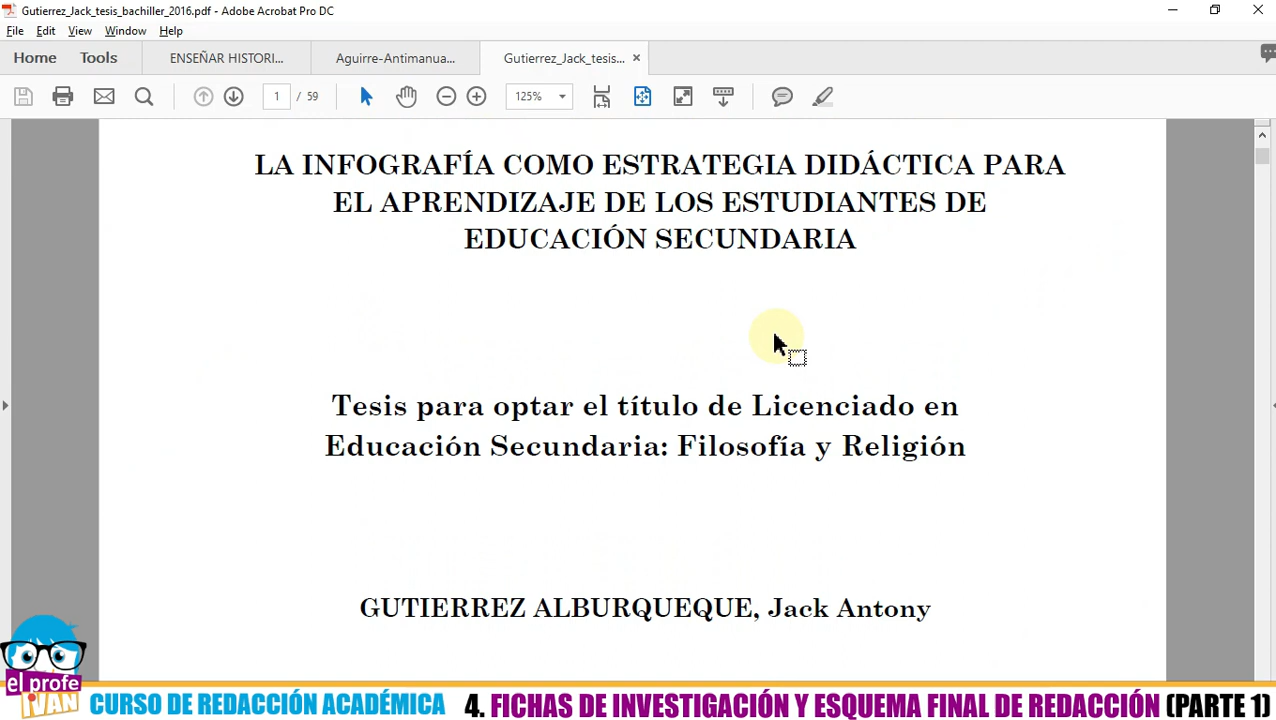 Gutierrez_Jack_tesis_bachiller_2016.pdf - Adobe Acrobat Pro DC
File Edit View Window Help
Home Tools ENSEÑAR HISTORI... Aguirre-Antimanua... Gutierrez_Jack_tesis... ×
1 / 59 125%
LA INFOGRAFÍA COMO ESTRATEGIA DIDÁCTICA PARA
EL APRENDIZAJE DE LOS ESTUDIANTES DE
EDUCACIÓN SECUNDARIA
Tesis para optar el título de Licenciado en
Educación Secundaria: Filosofía y Religión
GUTIERREZ ALBURQUEQUE, Jack Antony
el profe
iVAN
CURSO DE REDACCIÓN ACADÉMICA 4. FICHAS DE INVESTIGACIÓN Y ESQUEMA FINAL DE REDACCIÓN (PARTE 1)